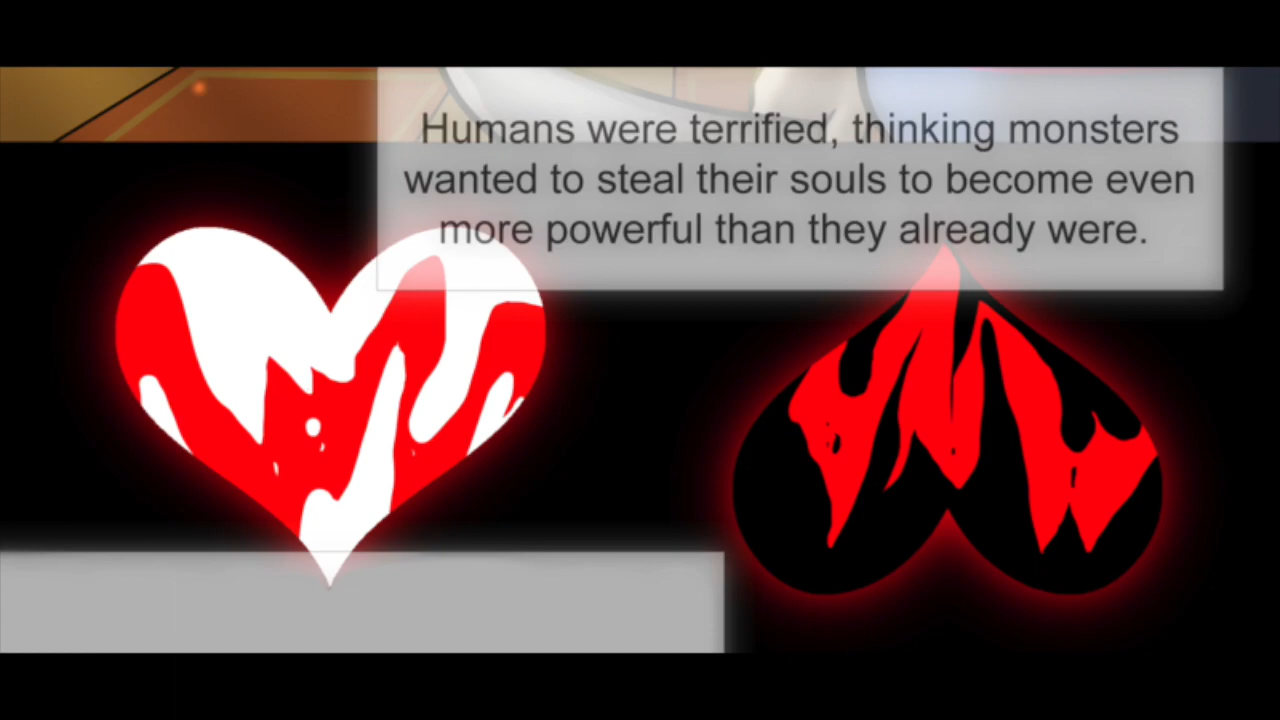 Humans were terrified, thinking monsters
wanted to steal their souls to become even
more powerful than they already were.